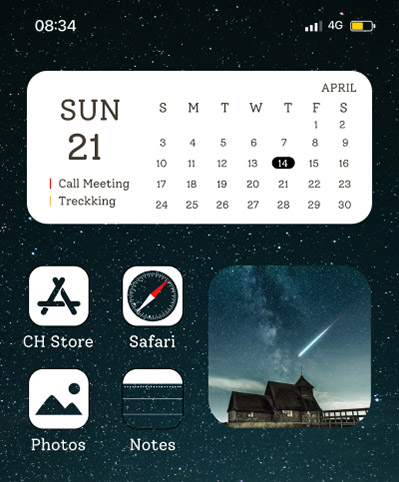 08:34
4G
APRIL
SUN
21
Call Meeting
Treckking
S M T W T F S
1 2
3 4 5 6 7 8 9
10 11 12 13 14 15 16
17 18 19 20 21 22 23
24 25 26 27 28 29 30
CH Store
Safari
Photos
Notes